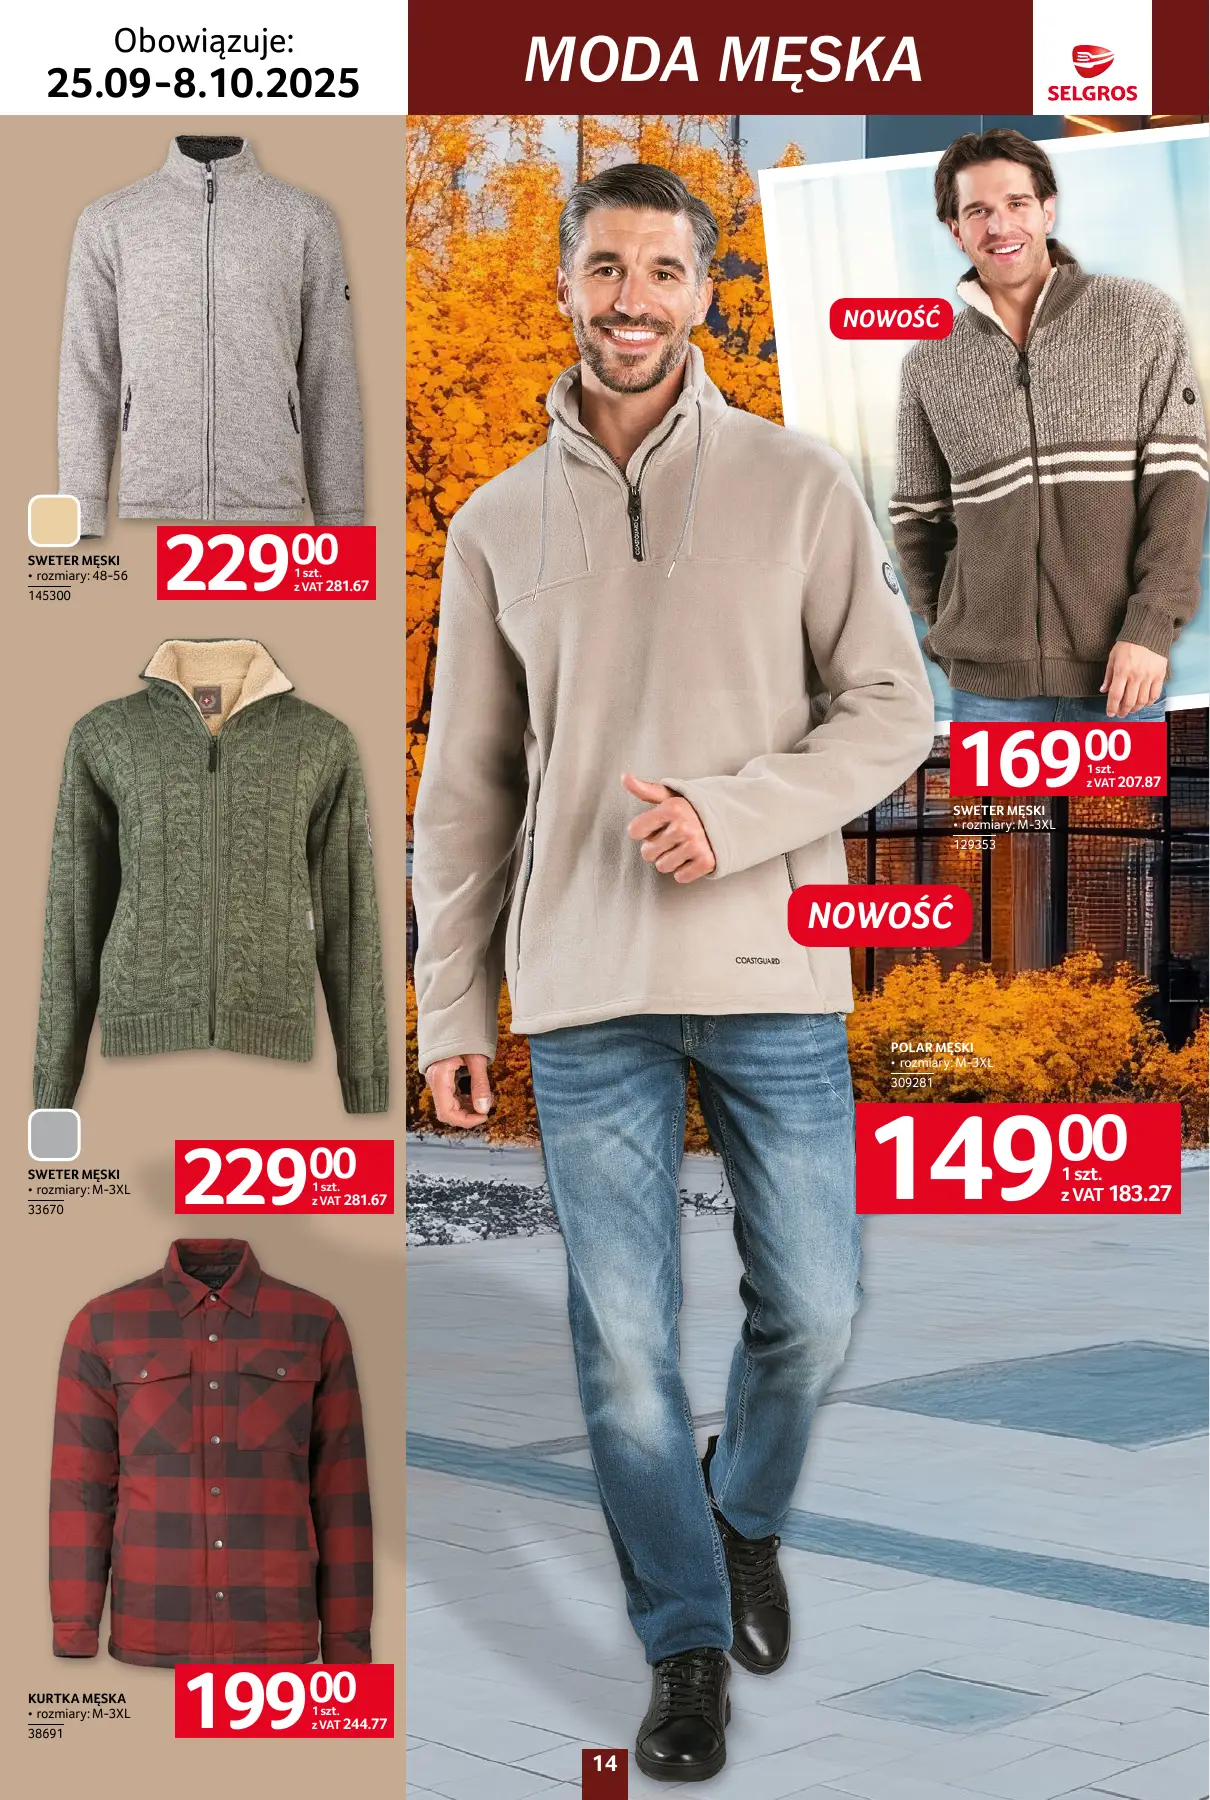 Obowiązuje:
25.09-8.10.2025
MODA MĘSKA
SELGROS
SWETER MĘSKI
• rozmiary: 48-56
145300
229 00
1 szt.
z VAT 281.67
SWETER MĘSKI
• rozmiary: M-3XL
33670
229 00
1 szt.
z VAT 281.67
KURTKA MĘSKA
• rozmiary: M-3XL
38691
199 00
1 szt.
z VAT 244.77
NOWOŚĆ
169 00
1 szt.
z VAT 207.87
SWETER MĘSKI
• rozmiary: M-3XL
129353
NOWOŚĆ
COASTGUARD
COASTGUARD
POLAR MĘSKI
• rozmiary: M-3XL
309281
149 00
1 szt.
z VAT 183.27
14